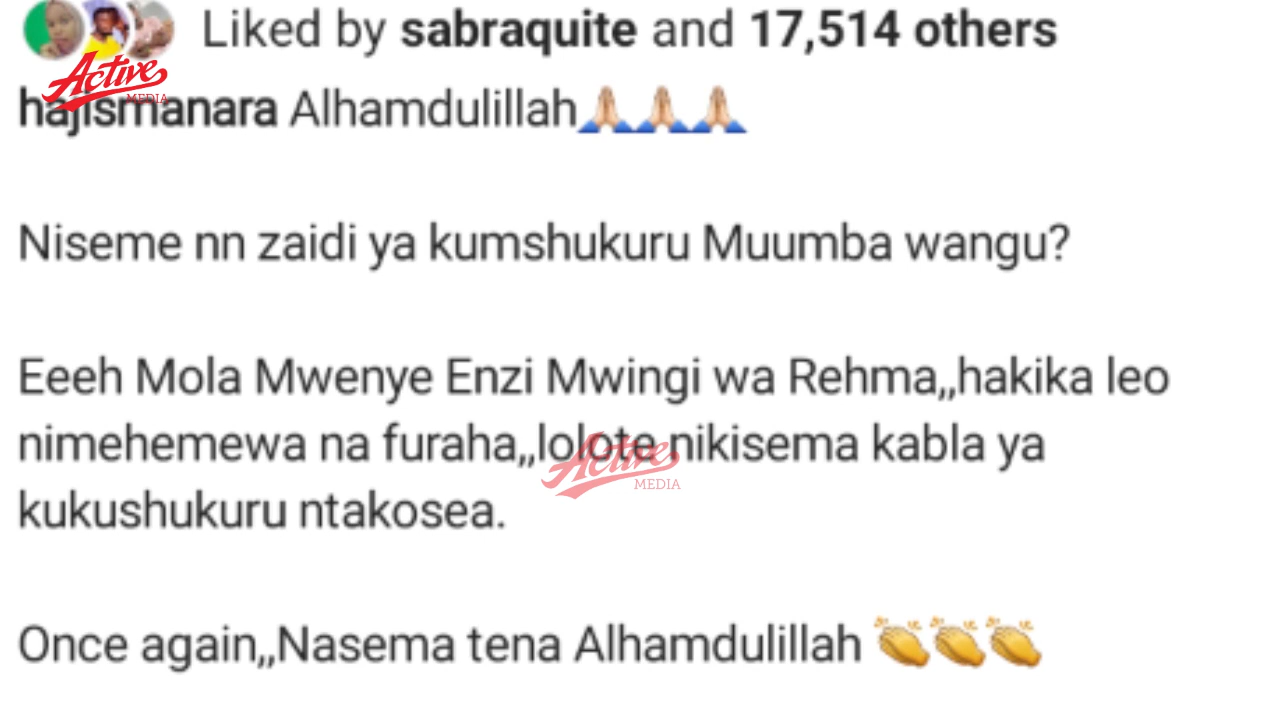 Liked by sabraquite and 17,514 others
Active
MEDIA
hajismanara Alhamdulillah🙏🏻🙏🏻🙏🏻
Niseme nn zaidi ya kumshukuru Muumba wangu?
Eeeh Mola Mwenye Enzi Mwingi wa Rehma,,hakika leo
nimehemewa na furaha,,lolote nikisema kabla ya
Active
MEDIA
kukushukuru ntakosea.
Once again,,Nasema tena Alhamdulillah 👏👏👏